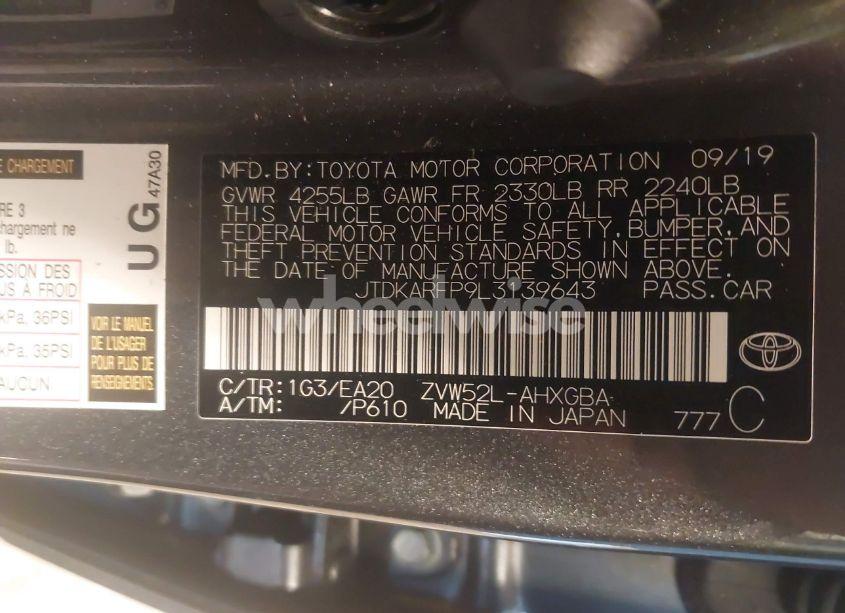 CHARGEMENT
RE 3
chargement ne
lb.
SSION DES
US À FROID
kPa, 36PSI
kPa, 35PSI
AUCUN
UG
47A30
VOIR LE MANUEL
DE L'USAGER
POUR PLUS DE
RENSEIGNEMENTS
MFD.BY:TOYOTA MOTOR CORPORATION 09/19
GVWR 4255LB GAWR FR 2330LB RR 2240LB
THIS VEHICLE CONFORMS TO ALL APPLICABLE
FEDERAL MOTOR VEHICLE SAFETY,BUMPER,AND
THEFT PREVENTION STANDARDS IN EFFECT ON
THE DATE OF MANUFACTURE SHOWN ABOVE.
PASS.CAR
wheelwise
C/TR:1G3/EA20 ZVW52L-AHXGBA
A/TM: /P610 MADE IN JAPAN 777 C